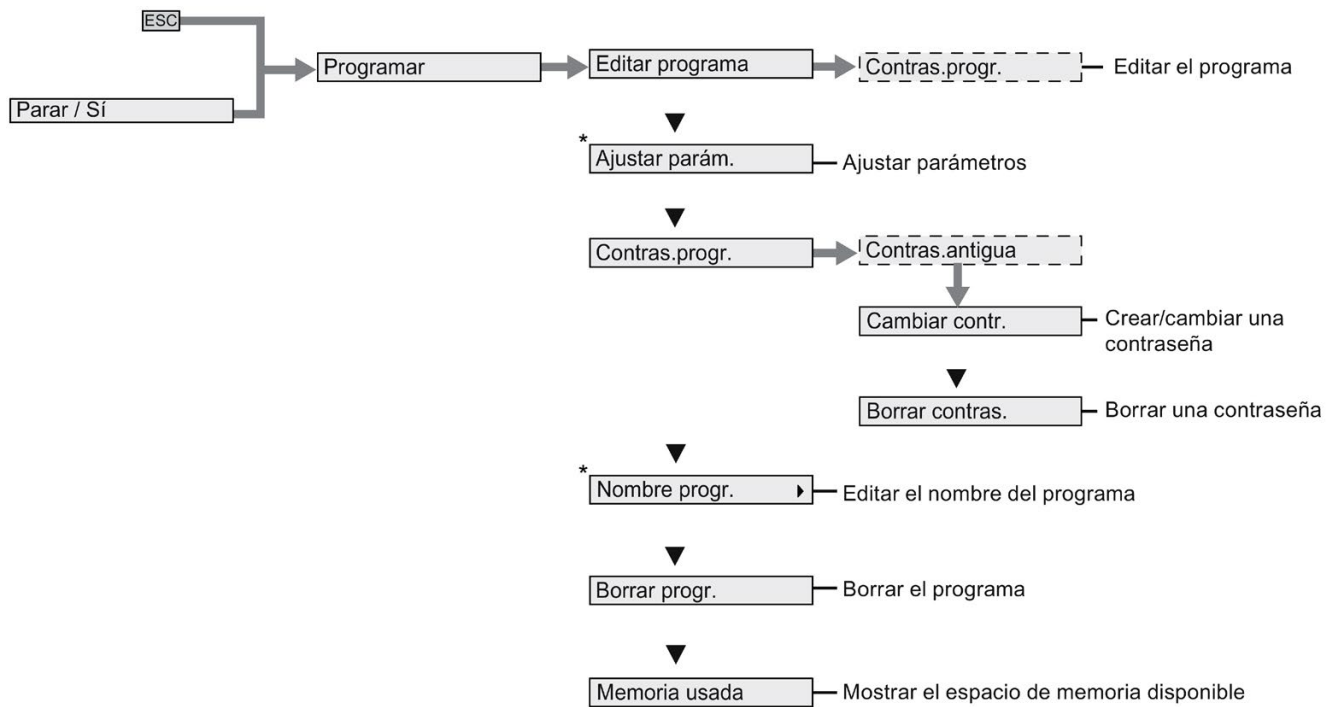 ESC
Parar / Sí
Programar
Editar programa
Contras.progr.
Editar el programa
*
Ajustar parám.
Ajustar parámetros
Contras.progr.
Contras.antigua
Cambiar contr.
Crear/cambiar una
contraseña
Borrar contras.
Borrar una contraseña
*
Nombre progr.
Editar el nombre del programa
Borrar progr.
Borrar el programa
Memoria usada
Mostrar el espacio de memoria disponible